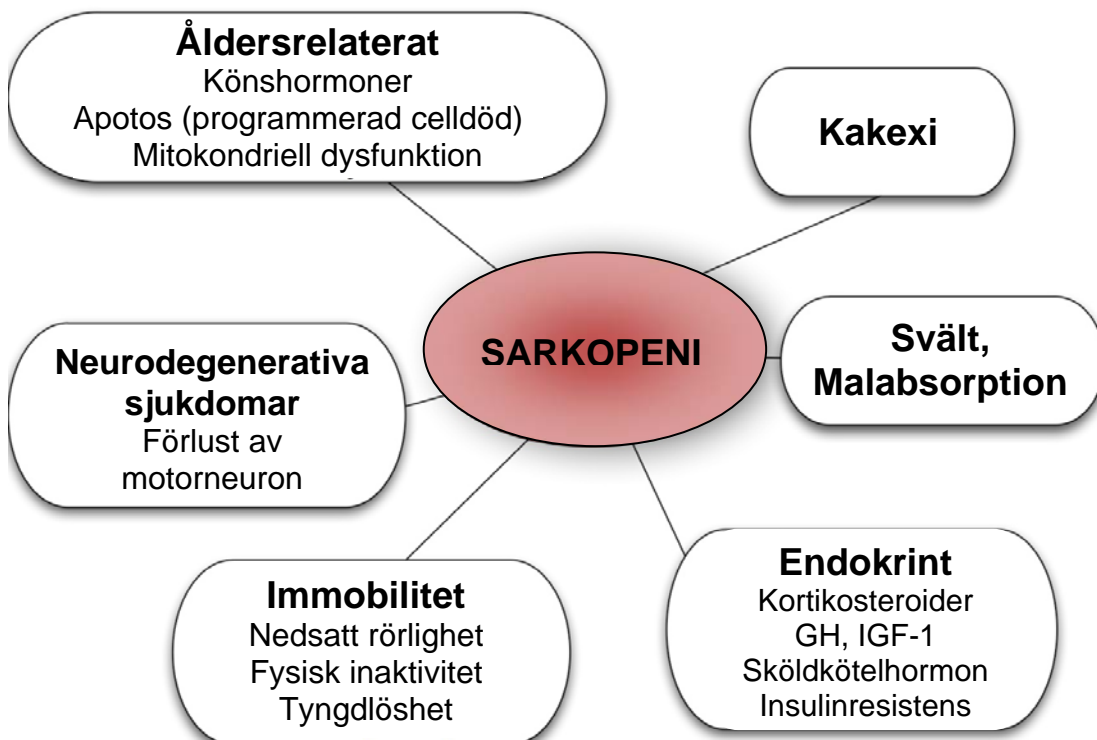 Åldersrelaterat
Könshormoner
Apotos (programmerad celldöd)
Mitokondriell dysfunktion
Kakexi
SARKOPENI
Svält,
Malabsorption
Neurodegenerativa
sjukdomar
Förlust av
motorneuron
Immobilitet
Nedsatt rörlighet
Fysisk inaktivitet
Tyngdlöshet
Endokrint
Kortikosteroider
GH, IGF-1
Sköldkötelhormon
Insulinresistens